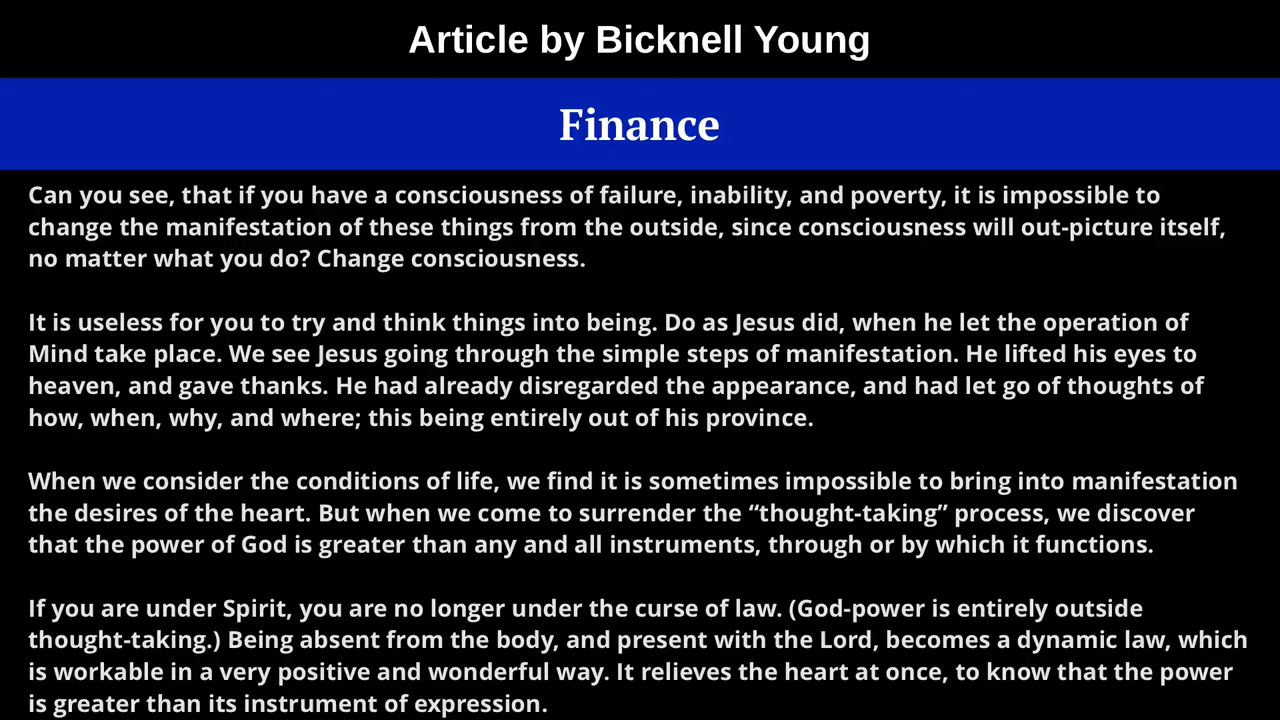 Article by Bicknell Young
Finance
Can you see, that if you have a consciousness of failure, inability, and poverty, it is impossible to
change the manifestation of these things from the outside, since consciousness will out-picture itself,
no matter what you do? Change consciousness.
It is useless for you to try and think things into being. Do as Jesus did, when he let the operation of
Mind take place. We see Jesus going through the simple steps of manifestation. He lifted his eyes to
heaven, and gave thanks. He had already disregarded the appearance, and had let go of thoughts of
how, when, why, and where; this being entirely out of his province.
When we consider the conditions of life, we find it is sometimes impossible to bring into manifestation
the desires of the heart. But when we come to surrender the “thought-taking” process, we discover
that the power of God is greater than any and all instruments, through or by which it functions.
If you are under Spirit, you are no longer under the curse of law. (God-power is entirely outside
thought-taking.) Being absent from the body, and present with the Lord, becomes a dynamic law, which
is workable in a very positive and wonderful way. It relieves the heart at once, to know that the power
is greater than its instrument of expression.